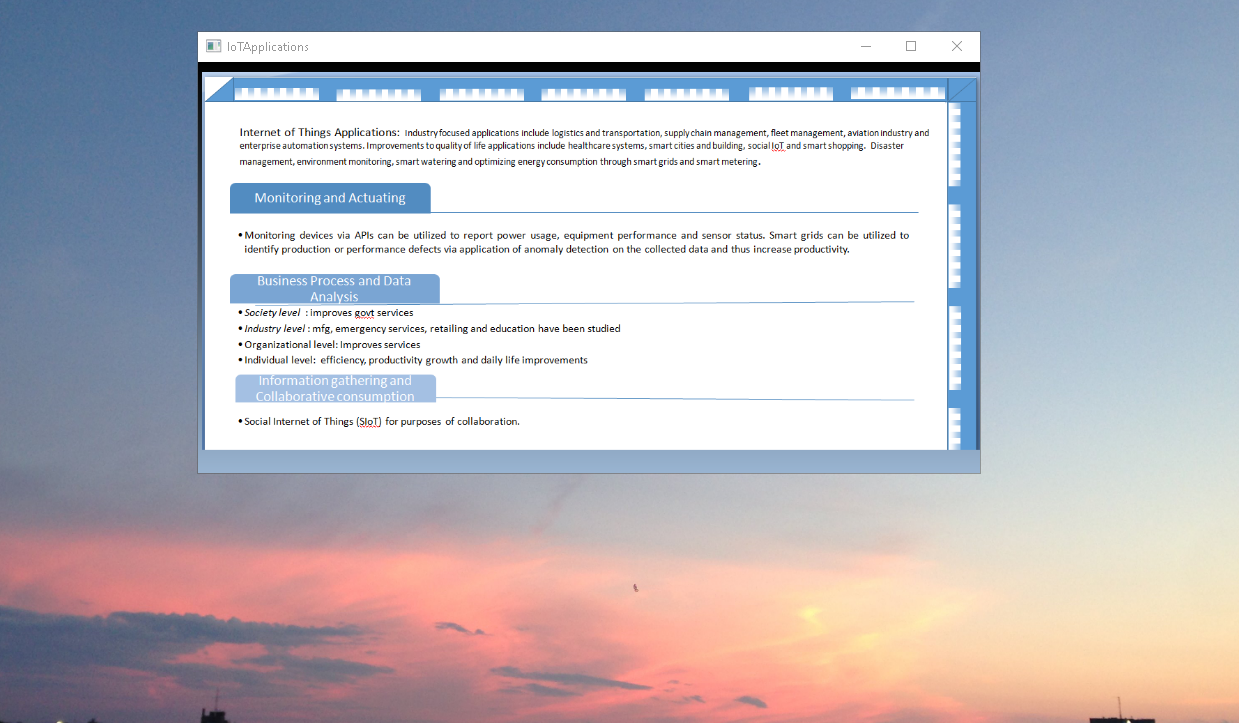 IoTApplications
Internet of Things Applications: Industry focused applications include logistics and transportation, supply chain management, fleet management, aviation industry and
enterprise automation systems. Improvements to quality of life applications include healthcare systems, smart cities and building, social IoT and smart shopping. Disaster
management, environment monitoring, smart watering and optimizing energy consumption through smart grids and smart metering.
Monitoring and Actuating
•Monitoring devices via APIs can be utilized to report power usage, equipment performance and sensor status. Smart grids can be utilized to
identify production or performance defects via application of anomaly detection on the collected data and thus increase productivity.
Business Process and Data
Analysis
•Society level : improves govt services
•Industry level : mfg, emergency services, retailing and education have been studied
•Organizational level: Improves services
•Individual level: efficiency, productivity growth and daily life improvements
Information gathering and
Collaborative consumption
•Social Internet of Things (SIoT) for purposes of collaboration.